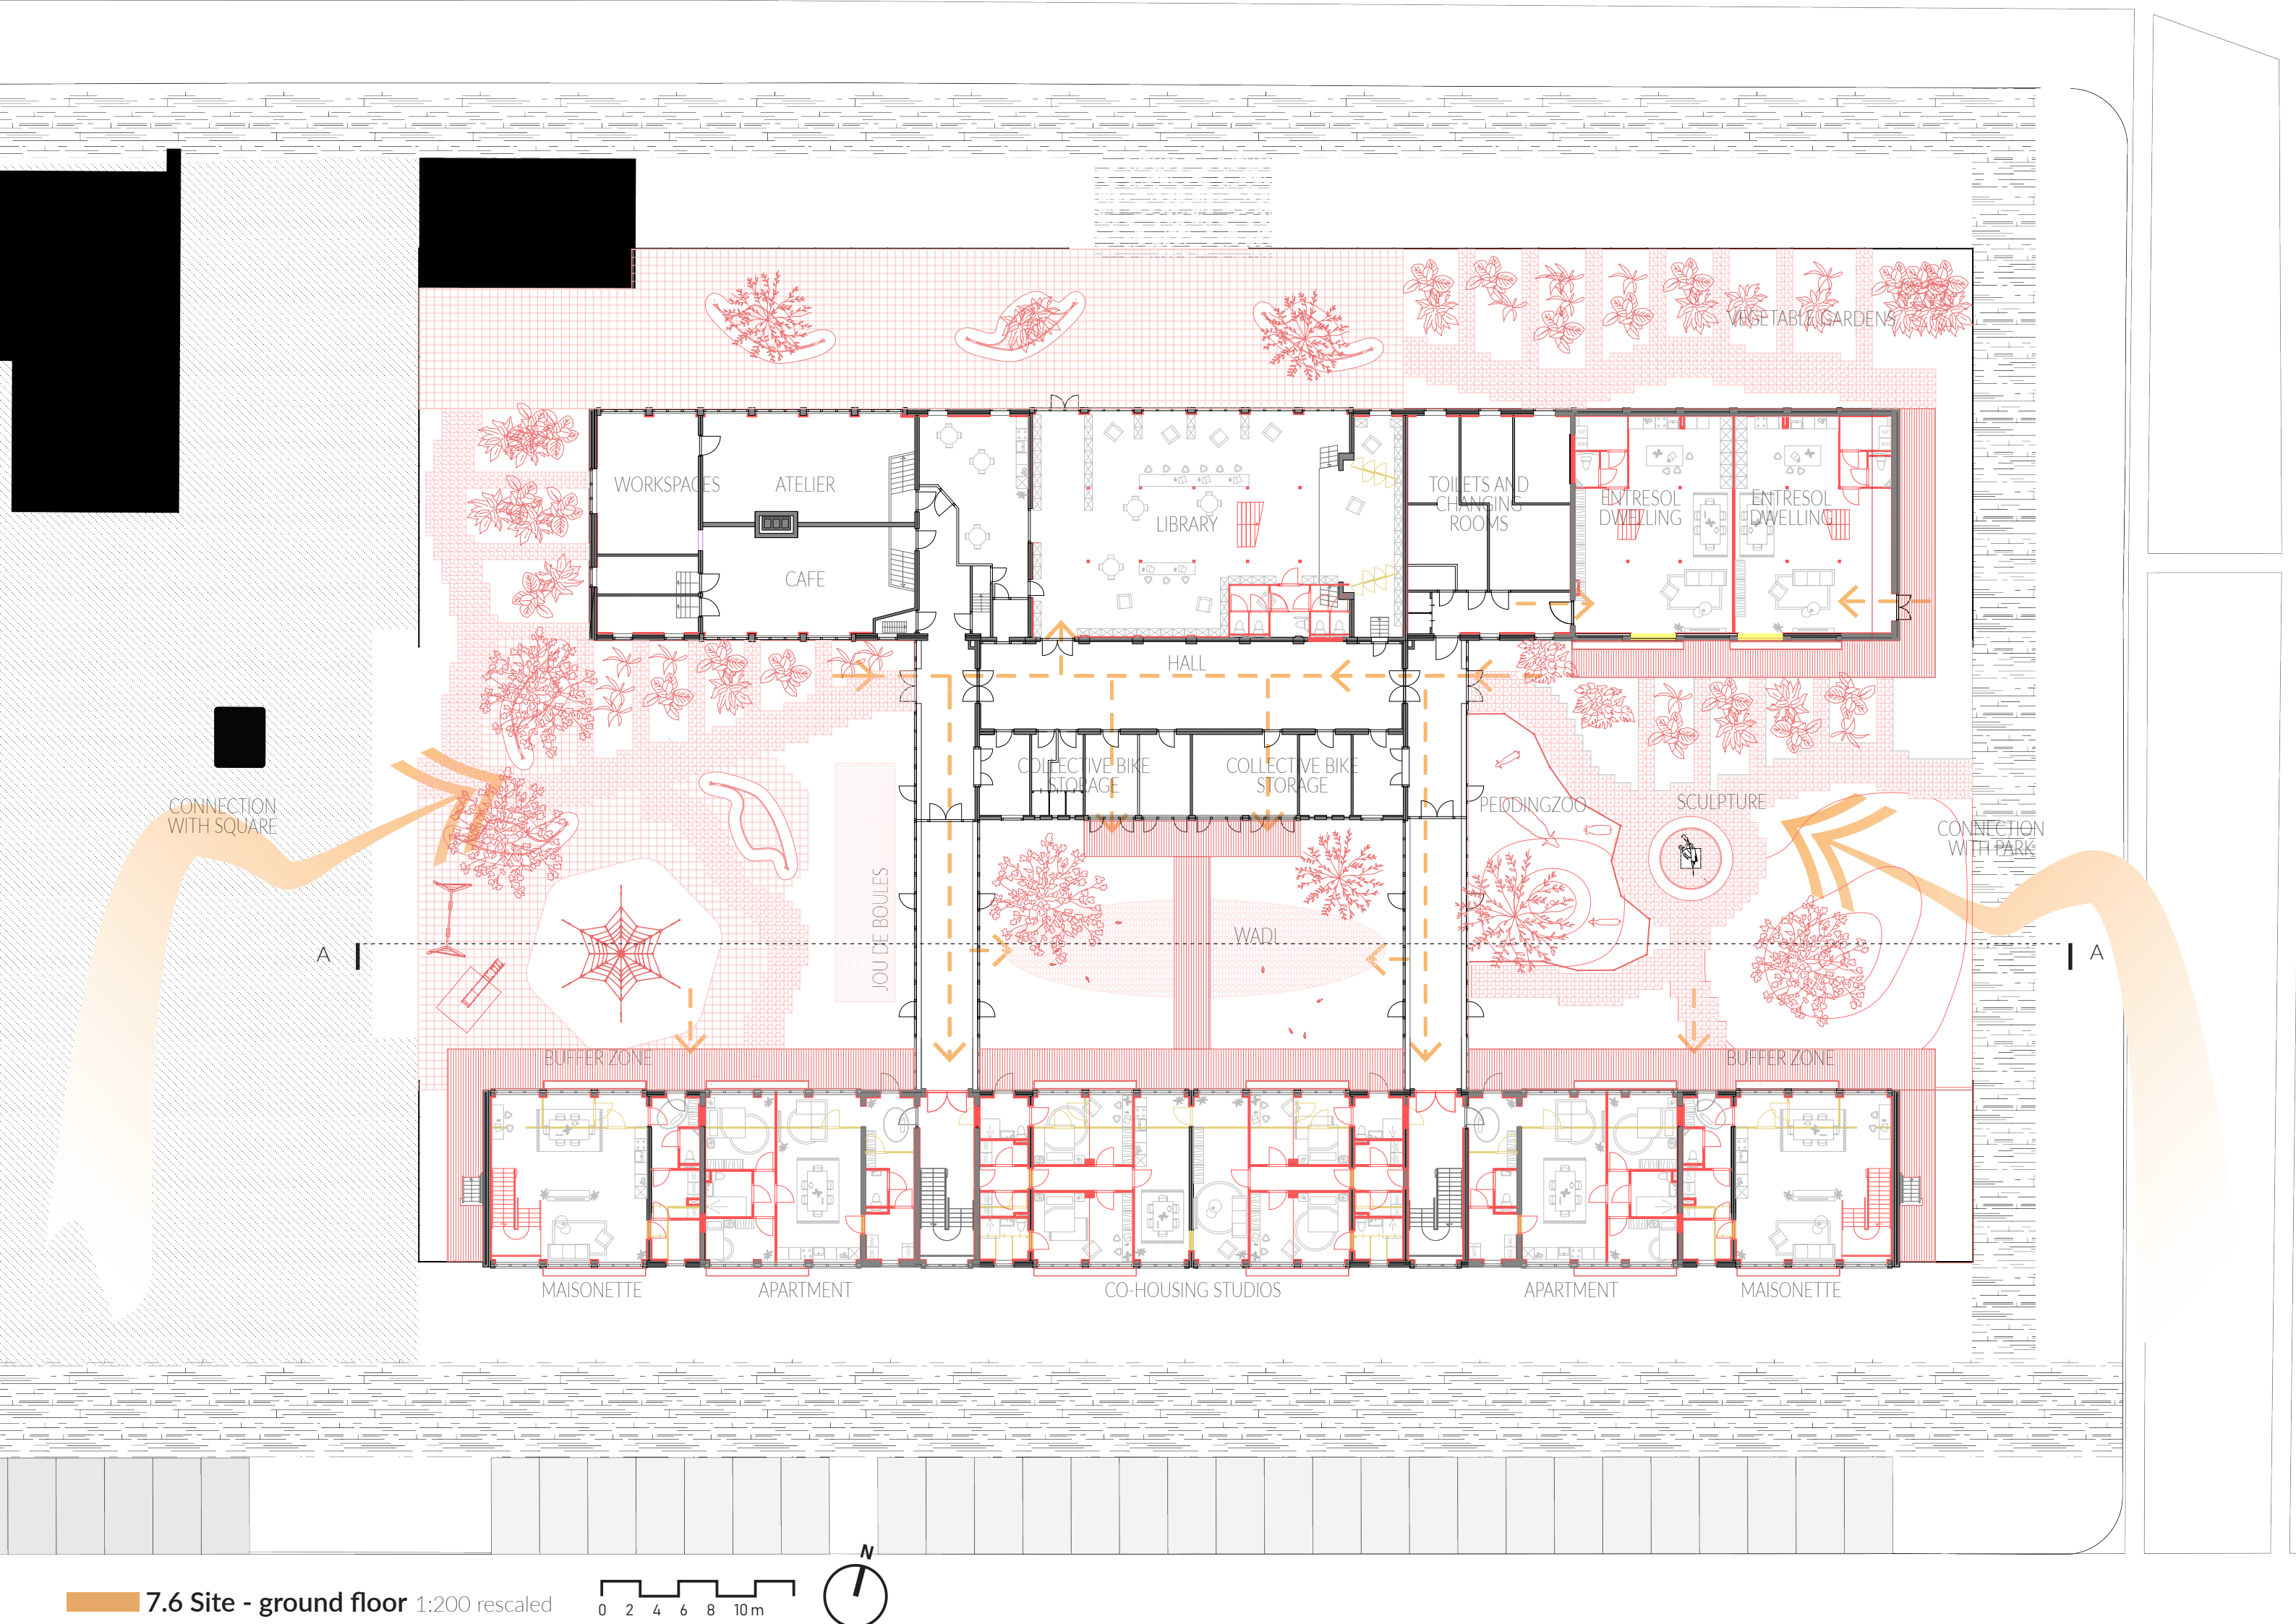 VEGETABLE GARDENS
WORKSPACES
ATELIER
LIBRARY
TOILETS AND
CHANGING
ROOMS
ENTRESOL
DWELLING
ENTRESOL
DWELLING
CAFE
HALL
COLLECTIVE BIKE
STORAGE
COLLECTIVE BIKE
STORAGE
CONNECTION
WITH SQUARE
PEDDINGZOO
SCULPTURE
CONNECTION
WITH PARK
JOU DE BOULES
WADI
A
A
BUFFER ZONE
BUFFER ZONE
MAISONETTE
APARTMENT
CO-HOUSING STUDIOS
APARTMENT
MAISONETTE
7.6 Site - ground floor 1:200 rescaled
0 2 4 6 8 10 m
N